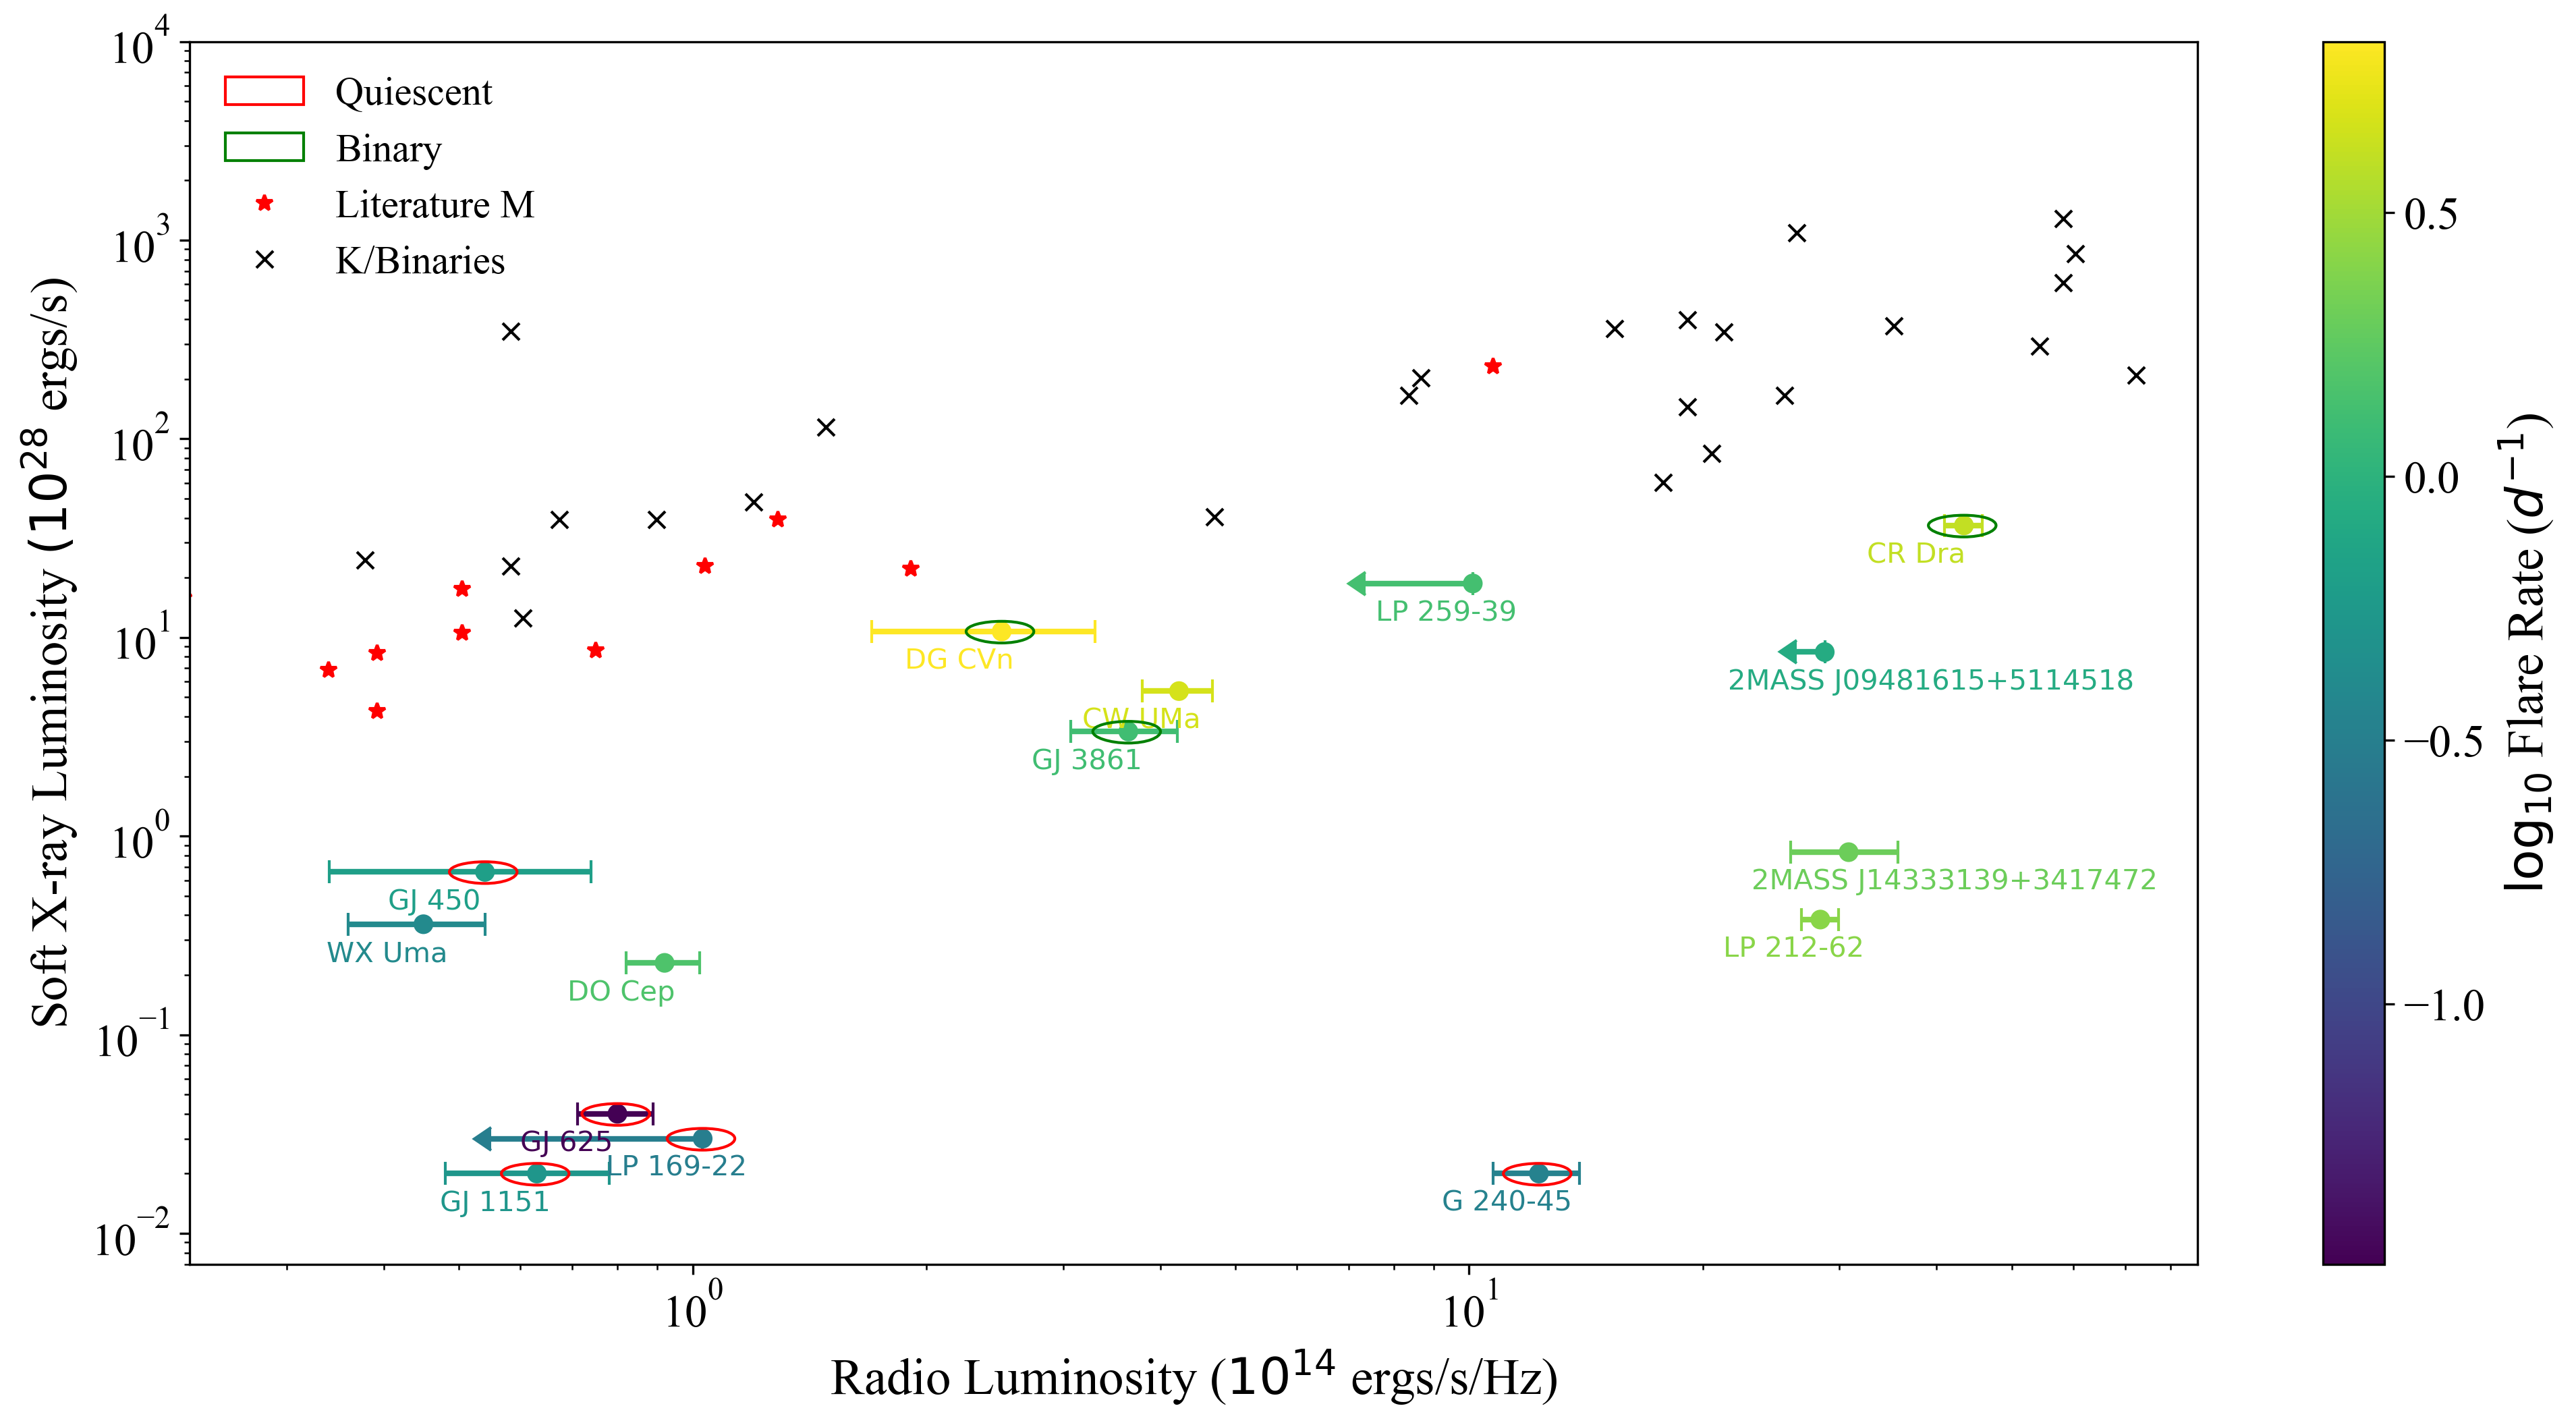 10^4
10^3
10^2
10^1
10^0
10^−1
10^−2
Soft X-ray Luminosity (10^28 ergs/s)
Quiescent
Binary
Literature M
K/Binaries
CR Dra
LP 259-39
DG CVn
2MASS J09481615+5114518
CW UMa
GJ 3861
2MASS J14333139+3417472
GJ 450
LP 212-62
WX Uma
DO Cep
GJ 625
LP 169-22
GJ 1151
G 240-45
10^0
10^1
Radio Luminosity (10^14 ergs/s/Hz)
0.5
0.0
−0.5
−1.0
log_10 Flare Rate (d^−1)